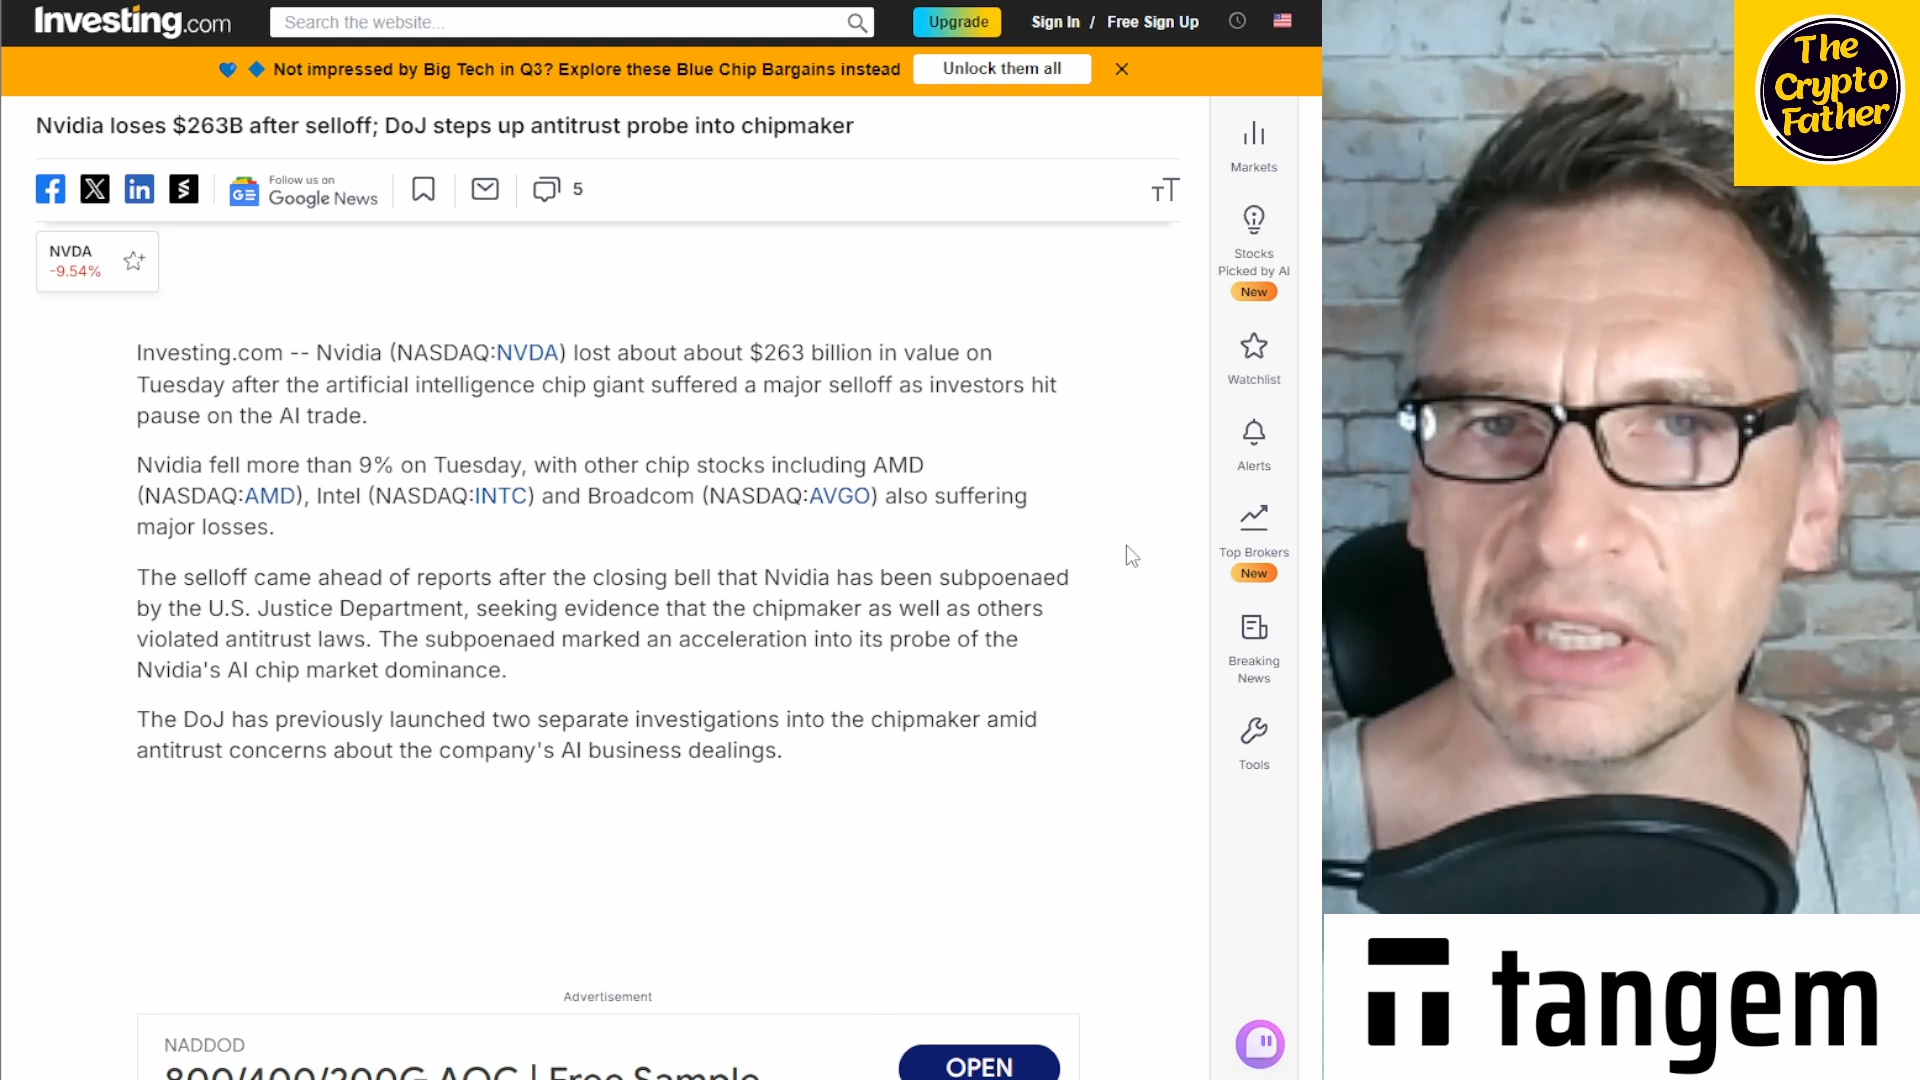 Investing.com
Search the website...
Upgrade
Sign In / Free Sign Up
Not impressed by Big Tech in Q3? Explore these Blue Chip Bargains instead
Unlock them all
The
Crypto
Father
Nvidia loses $263B after selloff; DoJ steps up antitrust probe into chipmaker
Follow us on
Google News
5
TT
NVDA
-9.54%
Investing.com -- Nvidia (NASDAQ:NVDA) lost about about $263 billion in value on
Tuesday after the artificial intelligence chip giant suffered a major selloff as investors hit
pause on the AI trade.
Nvidia fell more than 9% on Tuesday, with other chip stocks including AMD
(NASDAQ:AMD), Intel (NASDAQ:INTC) and Broadcom (NASDAQ:AVGO) also suffering
major losses.
The selloff came ahead of reports after the closing bell that Nvidia has been subpoenaed
by the U.S. Justice Department, seeking evidence that the chipmaker as well as others
violated antitrust laws. The subpoenaed marked an acceleration into its probe of the
Nvidia's AI chip market dominance.
The DoJ has previously launched two separate investigations into the chipmaker amid
antitrust concerns about the company's AI business dealings.
Markets
Stocks
Picked by AI
New
Watchlist
Alerts
Top Brokers
New
Breaking
News
Tools
Advertisement
NADDOD
800/400/200G AOC | Free Sample
OPEN
tangem